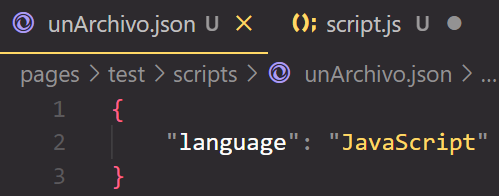 unArchivo.json U × script.js U
pages > test > scripts > unArchivo.json > ...
1 {
2 "language": "JavaScript"
3 }